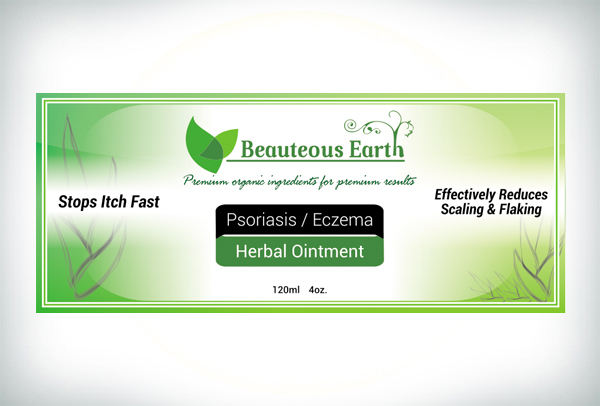 Beauteous Earth
Premium organic ingredients for premium results
Stops Itch Fast
Effectively Reduces
Scaling & Flaking
Psoriasis / Eczema
Herbal Ointment
120ml 4oz.